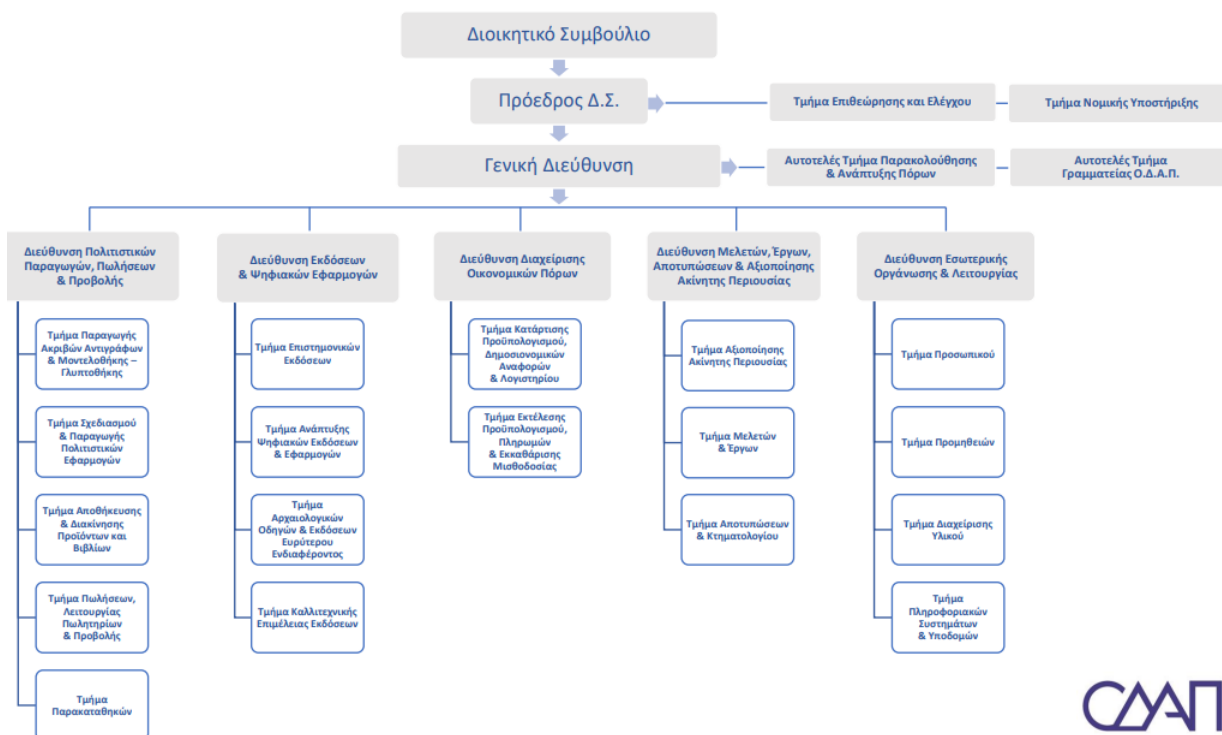 Διοικητικό Συμβούλιο
Πρόεδρος Δ.Σ.
Τμήμα Επιθεώρησης και Ελέγχου
Τμήμα Νομικής Υποστήριξης
Γενική Διεύθυνση
Αυτοτελές Τμήμα Παρακολούθησης
& Ανάπτυξης Πόρων
Αυτοτελές Τμήμα
Γραμματείας Ο.Δ.Α.Π.
Διεύθυνση Πολιτιστικών
Παραγωγών, Πωλήσεων
& Προβολής
Τμήμα Παραγωγής
Ακριβών Αντιγράφων
& Μοντελοθήκης –
Γλυπτοθήκης
Τμήμα Σχεδιασμού
& Παραγωγής
Πολιτιστικών
Εφαρμογών
Τμήμα Αποθήκευσης
& Διακίνησης
Προϊόντων και
Βιβλίων
Τμήμα Πωλήσεων,
Λειτουργίας
Πωλητηρίων
& Προβολής
Τμήμα
Παρακαταθηκών
Διεύθυνση Εκδόσεων
& Ψηφιακών Εφαρμογών
Τμήμα Επιστημονικών
Εκδόσεων
Τμήμα Ανάπτυξης
Ψηφιακών Εκδόσεων
& Εφαρμογών
Τμήμα
Αρχαιολογικών
Οδηγών & Εκδόσεων
Ευρύτερου
Ενδιαφέροντος
Τμήμα Καλλιτεχνικής
Επιμέλειας Εκδόσεων
Διεύθυνση Διαχείρισης
Οικονομικών Πόρων
Τμήμα Κατάρτισης
Προϋπολογισμού,
Δημοσιονομικών
Αναφορών
& Λογιστηρίου
Τμήμα Εκτέλεσης
Προϋπολογισμού,
Πληρωμών
& Εκκαθάρισης
Μισθοδοσίας
Διεύθυνση Μελετών, Έργων,
Αποτυπώσεων & Αξιοποίησης
Ακίνητης Περιουσίας
Τμήμα Αξιοποίησης
Ακίνητης Περιουσίας
Τμήμα Μελετών
& Έργων
Τμήμα Αποτυπώσεων
& Κτηματολογίου
Διεύθυνση Εσωτερικής
Οργάνωσης & Λειτουργίας
Τμήμα Προσωπικού
Τμήμα Προμηθειών
Τμήμα Διαχείρισης
Υλικού
Τμήμα
Πληροφοριακών
Συστημάτων
& Υποδομών
ΟΔΑΠ